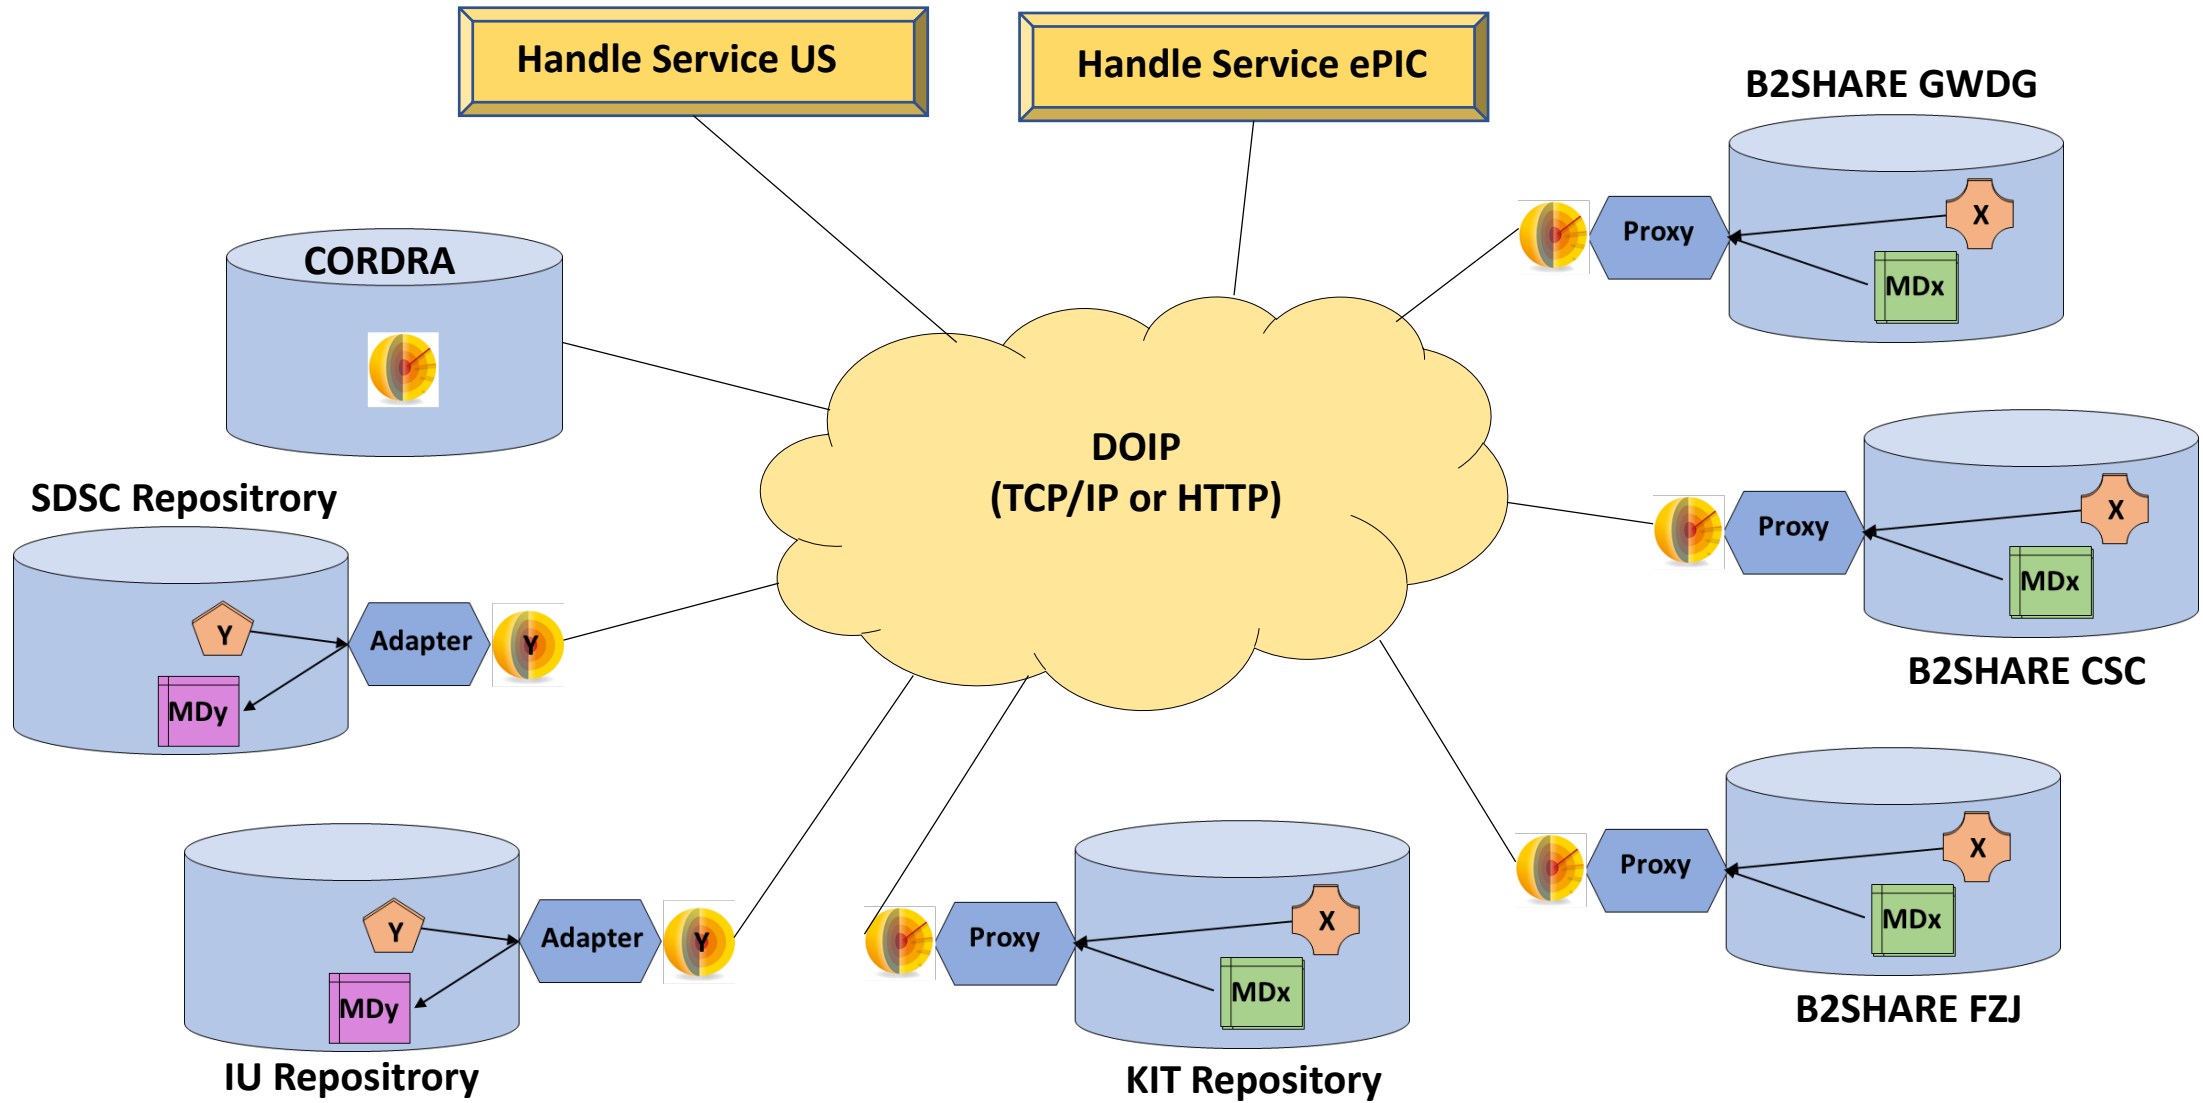 Handle Service US
Handle Service ePIC
B2SHARE GWDG
X
Proxy
MDx
CORDRA
DOIP
(TCP/IP or HTTP)
SDSC Repositrory
Y
Adapter
Y
MDy
X
Proxy
MDx
B2SHARE CSC
Y
Adapter
Y
MDy
IU Repositrory
X
Proxy
MDx
KIT Repository
X
Proxy
MDx
B2SHARE FZJ